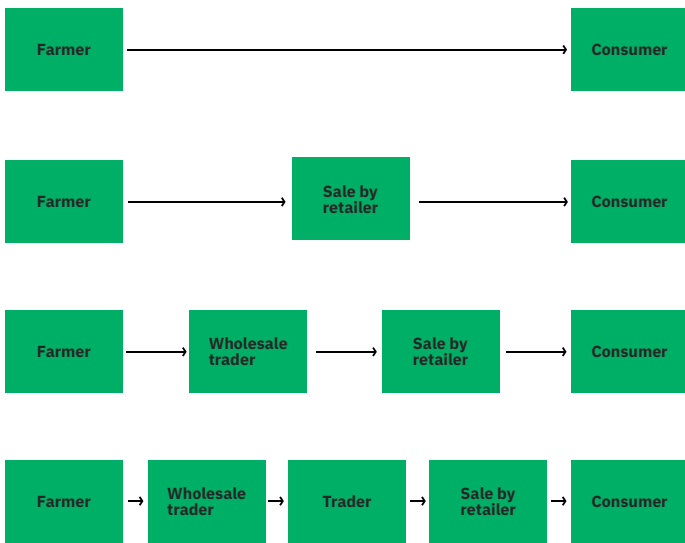 Farmer
Consumer
Farmer
Sale by
retailer
Consumer
Farmer
Wholesale
trader
Sale by
retailer
Consumer
Farmer
Wholesale
trader
Trader
Sale by
retailer
Consumer